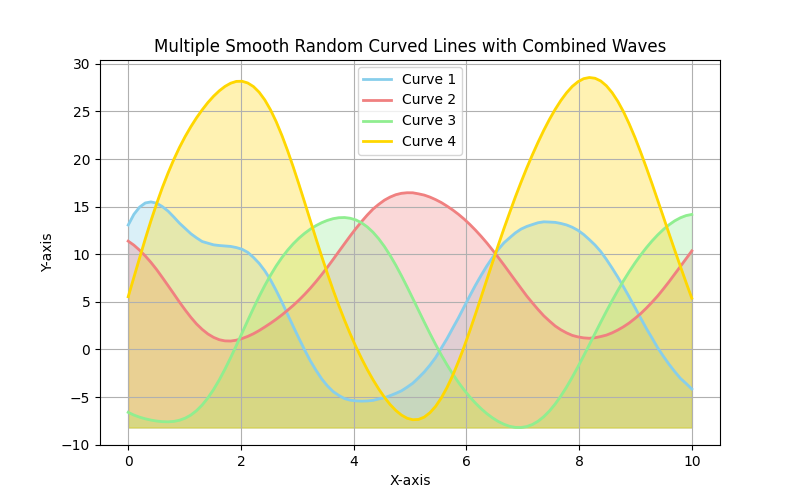 Multiple Smooth Random Curved Lines with Combined Waves
30
25
20
15
10
5
0
−5
−10
Y-axis
Curve 1
Curve 2
Curve 3
Curve 4
0 2 4 6 8 10
X-axis